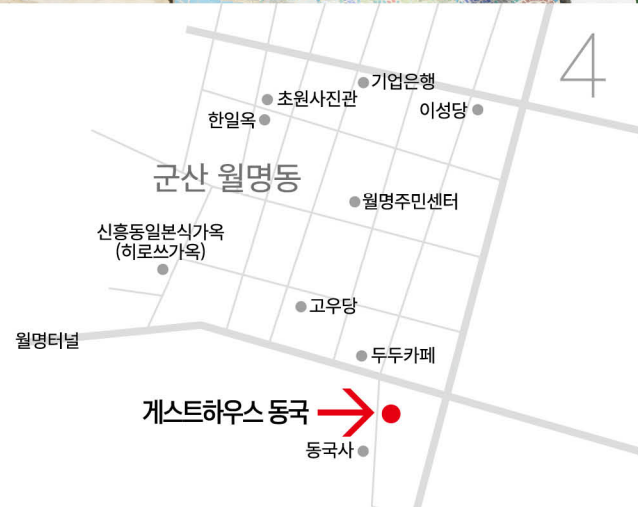 4
기업은행
초원사진관
이성당
한일옥
군산 월명동
월명주민센터
신흥동일본식가옥
(히로쓰가옥)
고우당
월명터널
두두카페
게스트하우스 동국
동국사